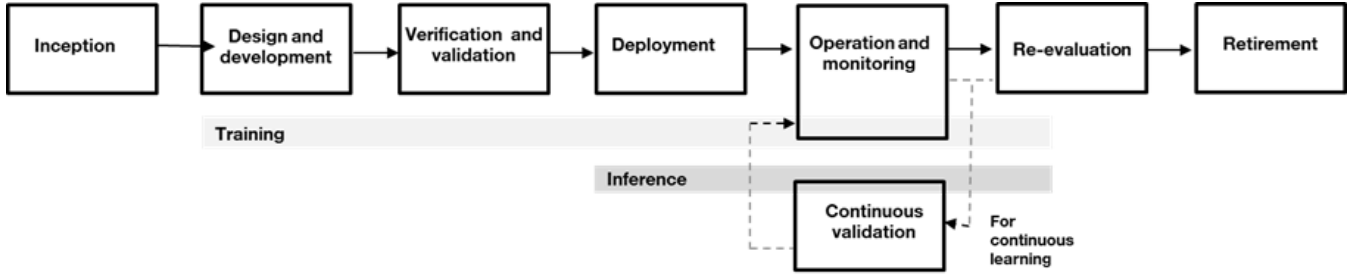 Inception
Design and
development
Verification and
validation
Deployment
Operation and
monitoring
Re-evaluation
Retirement
Training
Inference
Continuous
validation
For
continuous
learning